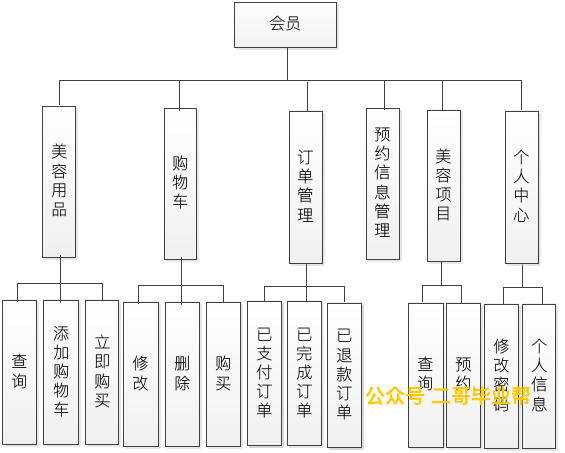 会员
美容用品
购物车
订单管理
预约信息管理
美容项目
个人中心
查询
添加购物车
立即购买
修改
删除
购买
已支付订单
已完成订单
已退款订单
查询
预约
修改密码
个人信息
公众号 二哥毕业帮